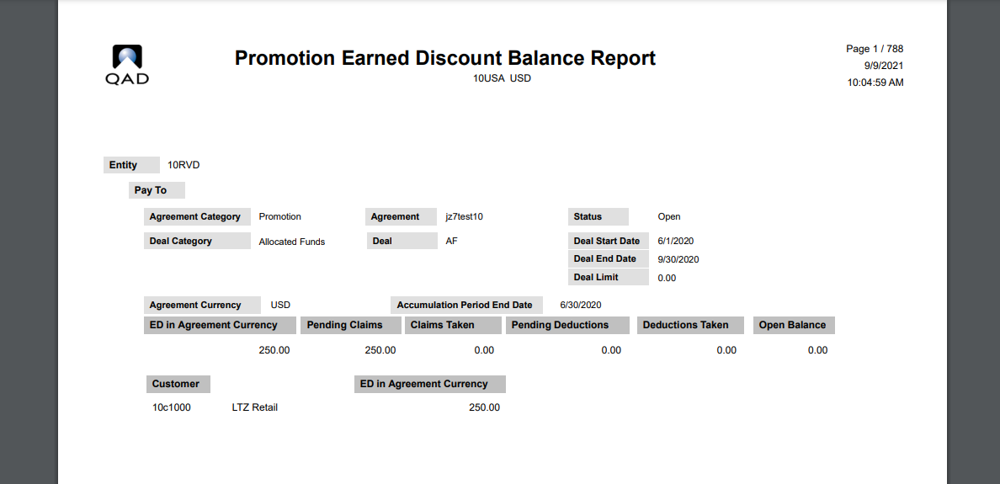 QAD
Promotion Earned Discount Balance Report
10USA USD
Page 1 / 788
9/9/2021
10:04:59 AM
Entity 10RVD
Pay To
Agreement Category Promotion Agreement jz7test10 Status Open
Deal Category Allocated Funds Deal AF Deal Start Date 6/1/2020
Deal End Date 9/30/2020
Deal Limit 0.00
Agreement Currency USD Accumulation Period End Date 6/30/2020
ED in Agreement Currency Pending Claims Claims Taken Pending Deductions Deductions Taken Open Balance
250.00 250.00 0.00 0.00 0.00 0.00
Customer ED in Agreement Currency
10c1000 LTZ Retail 250.00